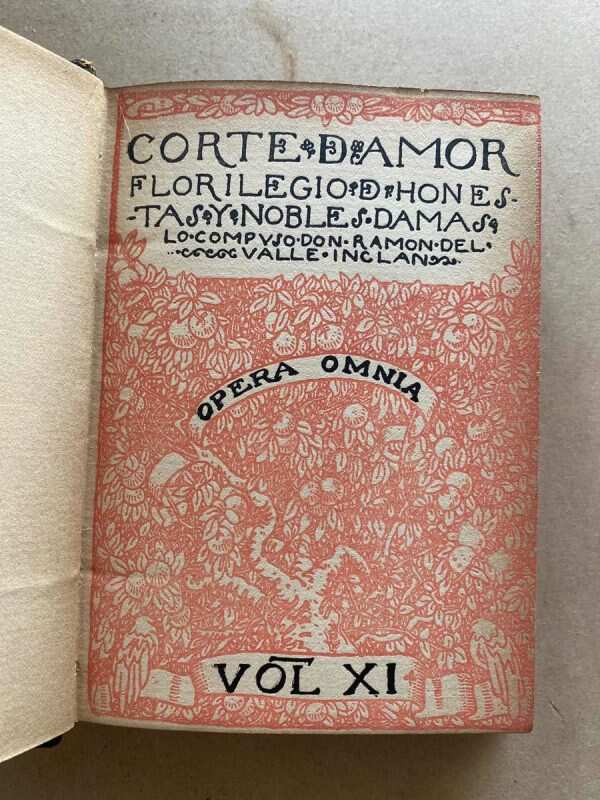 CORTE DE AMOR
FLORILEGIO DE HONES-
-TAS Y NOBLES DAMAS
LO COMPVSO DON RAMON DEL
VALLE INCLAN
OPERA OMNIA
VOL XI